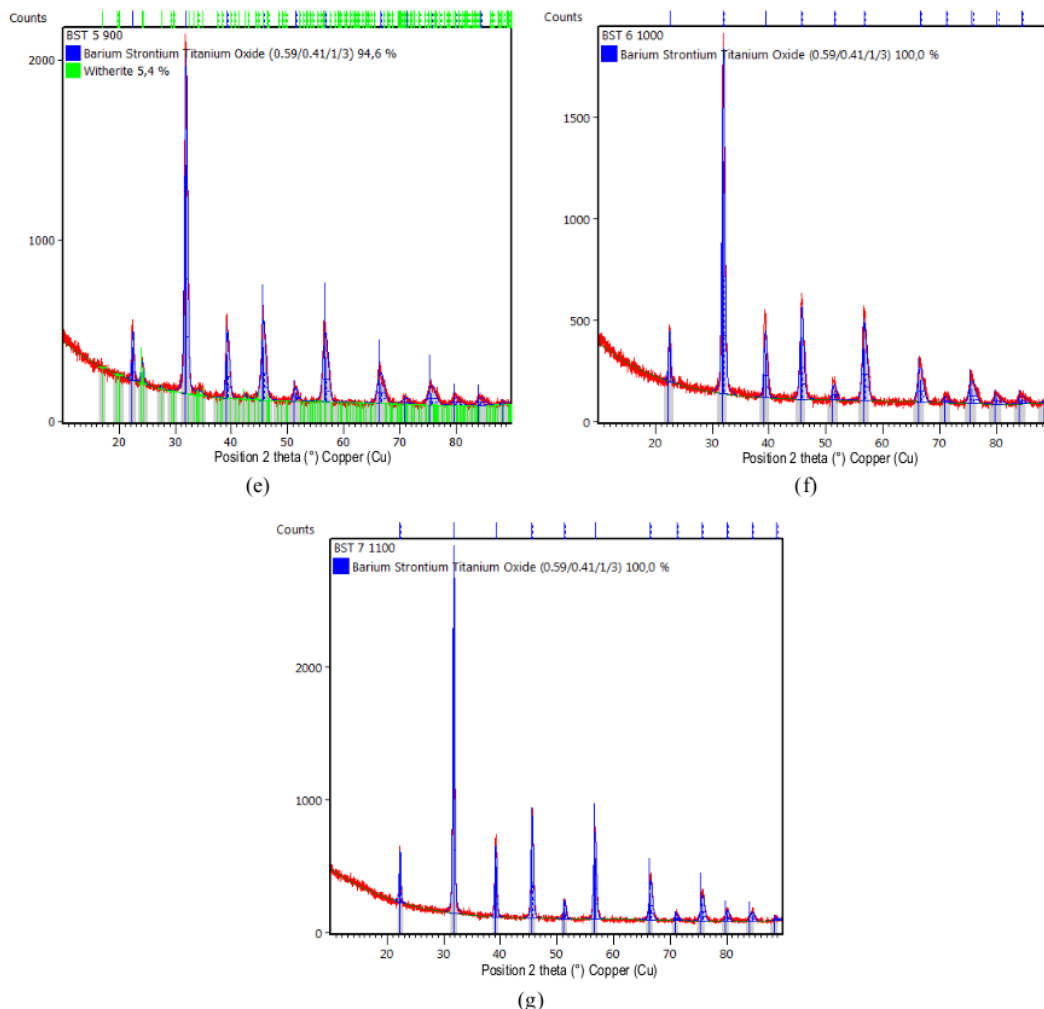 Counts
BST 5 900
Barium Strontium Titanium Oxide (0.59/0.41/1/3) 94,6 %
Witherite 5,4 %
2000
1000
0
20 30 40 50 60 70 80
Position 2 theta (°) Copper (Cu)
(e)
Counts
BST 6 1000
Barium Strontium Titanium Oxide (0.59/0.41/1/3) 100,0 %
1500
1000
500
0
20 30 40 50 60 70 80
Position 2 theta (°) Copper (Cu)
(f)
Counts
BST 7 1100
Barium Strontium Titanium Oxide (0.59/0.41/1/3) 100,0 %
2000
1000
0
20 30 40 50 60 70 80
Position 2 theta (°) Copper (Cu)
(g)